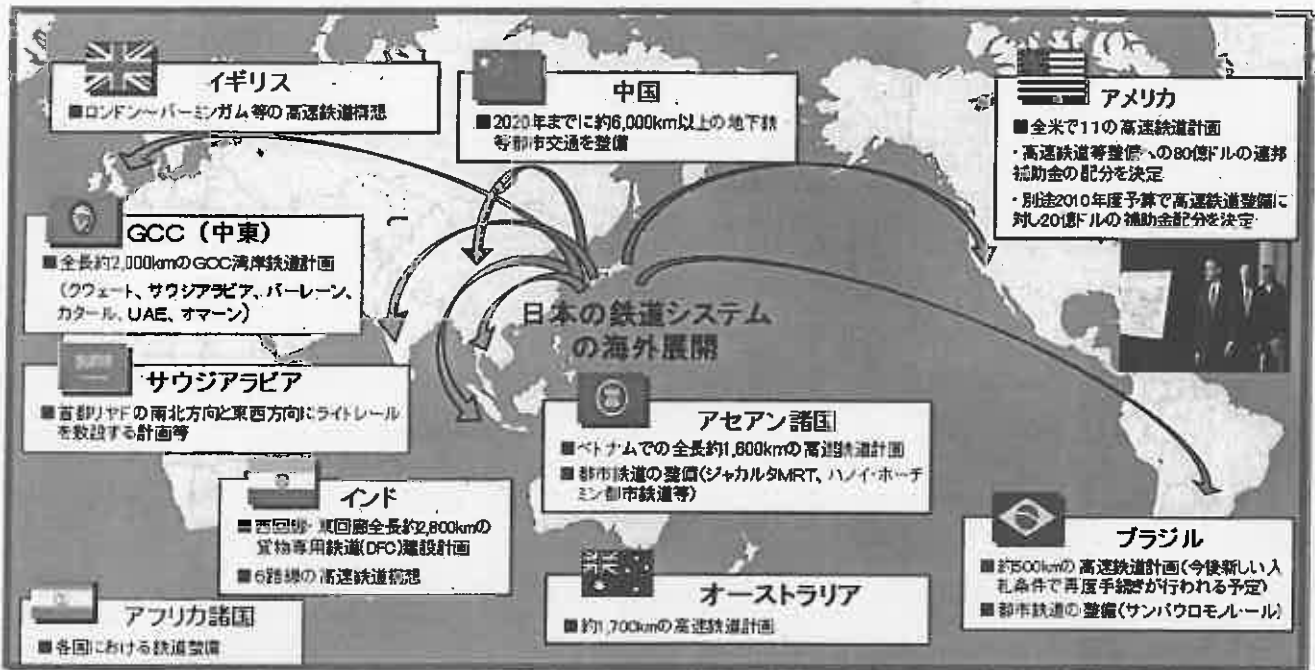 イギリス
■ロンドン～バーミンガム等の高速鉄道構想
中国
■2020年までに約6,000km以上の地下鉄
等都市交通を整備
アメリカ
■全米で11の高速鉄道計画
・高速鉄道等整備への80億ドルの連邦
補助金の配分を決定
・別途2010年度予算で高速鉄道整備に
対し20億ドルの補助金配分を決定
GCC（中東）
■全長約2,000kmのGCC湾岸鉄道計画
（クウェート、サウジアラビア、バーレーン、
カタール、UAE、オマーン）
日本の鉄道システム
の海外展開
サウジアラビア
■首都リヤドの南北方向と東西方向にライトレール
を敷設する計画等
アセアン諸国
■ベトナムでの全長約1,600kmの高速鉄道計画
■都市鉄道の整備(ジャカルタMRT、ハノイ・ホーチ
ミン都市鉄道等)
インド
■西回廊・東回廊全長約2,800kmの
貨物専用鉄道(DFC)建設計画
■6路線の高速鉄道構想
ブラジル
■約500kmの高速鉄道計画(今後新しい入
札条件で再度手続きが行われる予定)
■都市鉄道の整備(サンパウロモノレール)
オーストラリア
■約1,700kmの高速鉄道計画
アフリカ諸国
■各国における鉄道整備